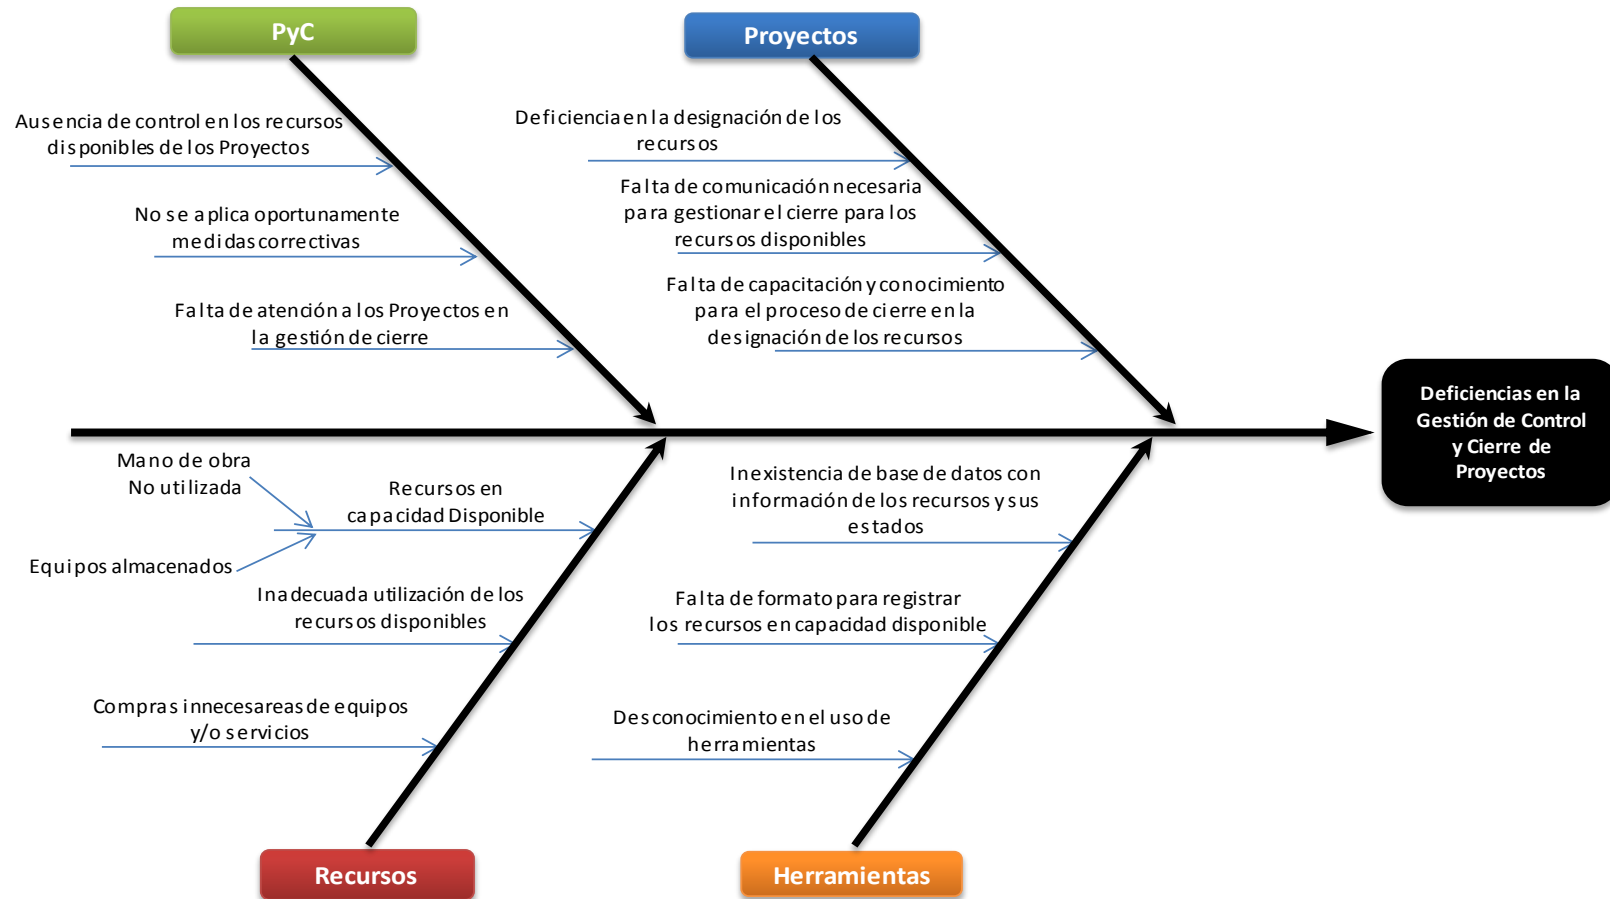 PyC
Proyectos
Ausencia de control en los recursos
disponibles de los Proyectos
No se aplica oportunamente
medidas correctivas
Falta de atención a los Proyectos en
la gestión de cierre
Deficiencia en la designación de los
recursos
Falta de comunicación necesaria
para gestionar el cierre para los
recursos disponibles
Falta de capacitación y conocimiento
para el proceso de cierre en la
designación de los recursos
Deficiencias en la
Gestión de Control
y Cierre de
Proyectos
Mano de obra
No utilizada
Recursos en
capacidad Disponible
Equipos almacenados
Inadecuada utilización de los
recursos disponibles
Compras innecesareas de equipos
y/o servicios
Inexistencia de base de datos con
información de los recursos y sus
estados
Falta de formato para registrar
los recursos en capacidad disponible
Desconocimiento en el uso de
herramientas
Recursos
Herramientas